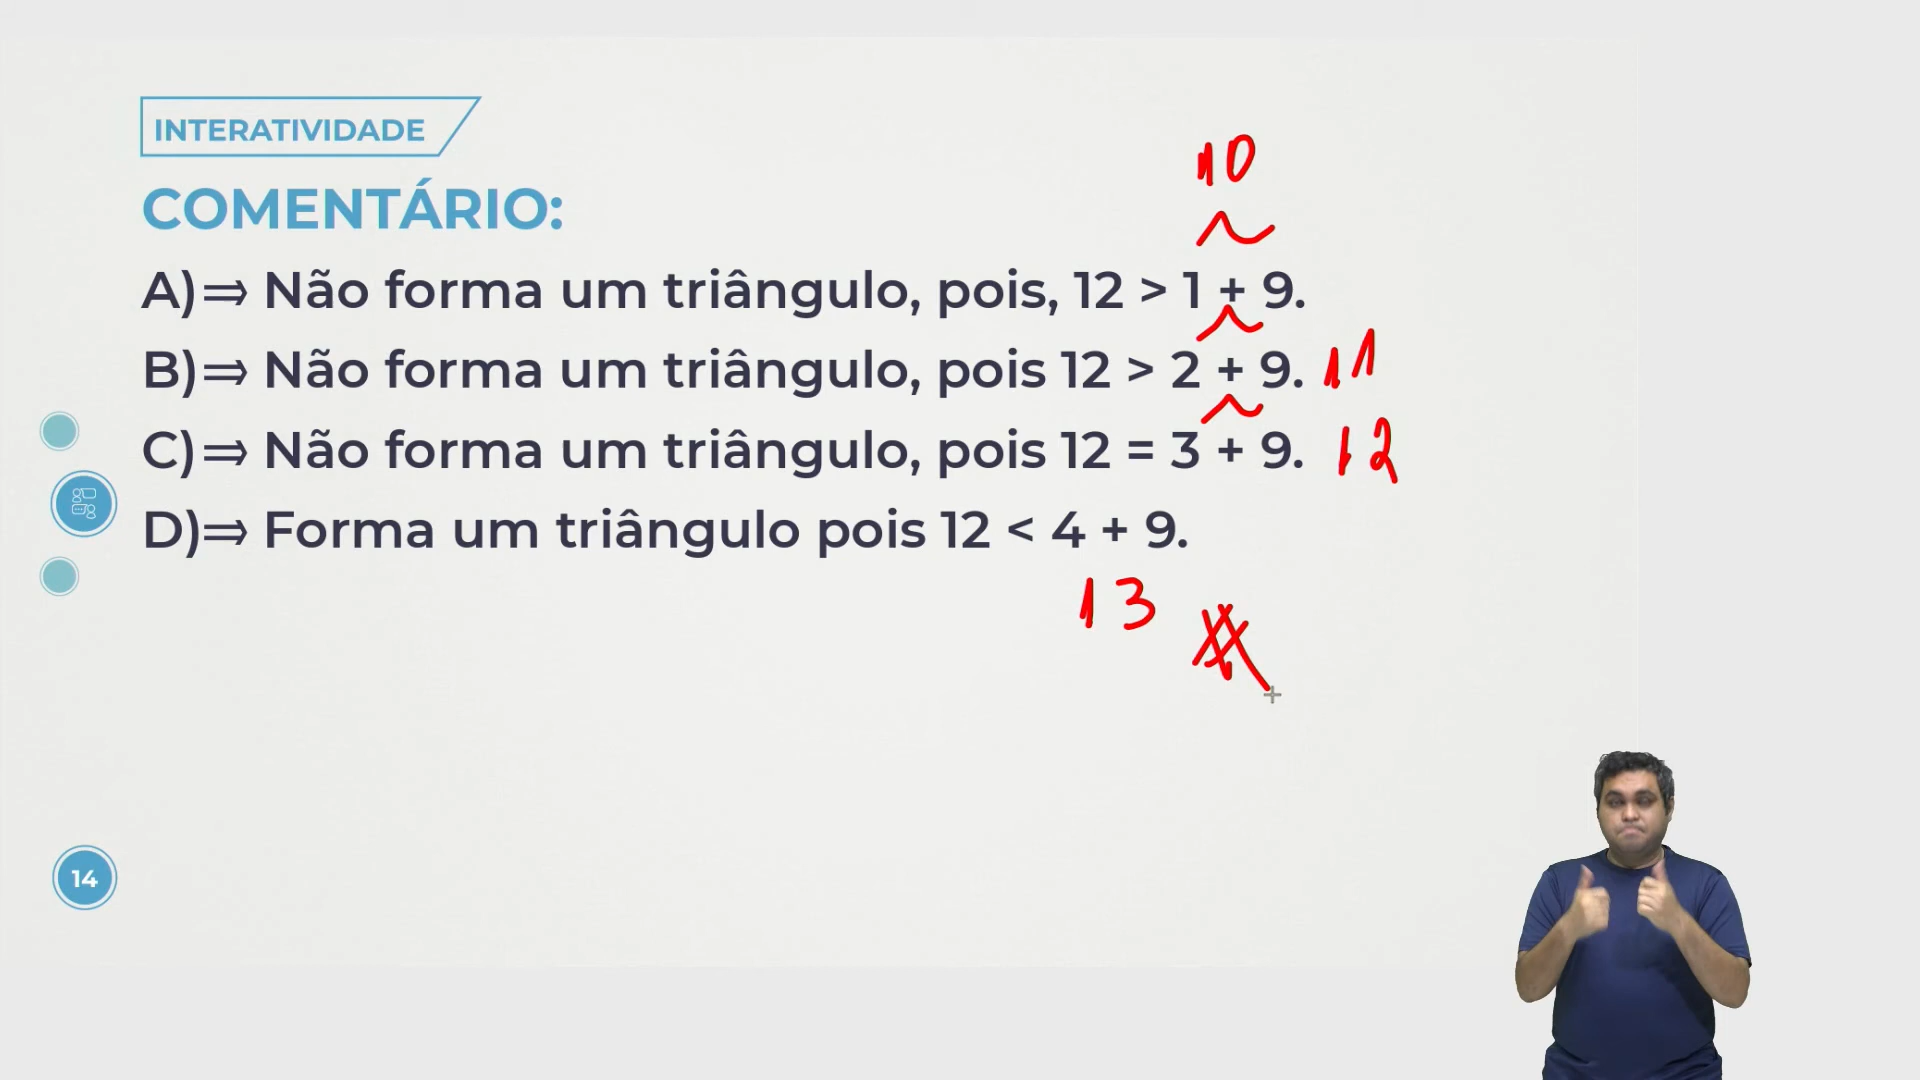 INTERATIVIDADE
COMENTÁRIO:
10
A)⇒ Não forma um triângulo, pois, 12 > 1 + 9.
B)⇒ Não forma um triângulo, pois 12 > 2 + 9. 11
C)⇒ Não forma um triângulo, pois 12 = 3 + 9. 12
D)⇒ Forma um triângulo pois 12 < 4 + 9.
13
14